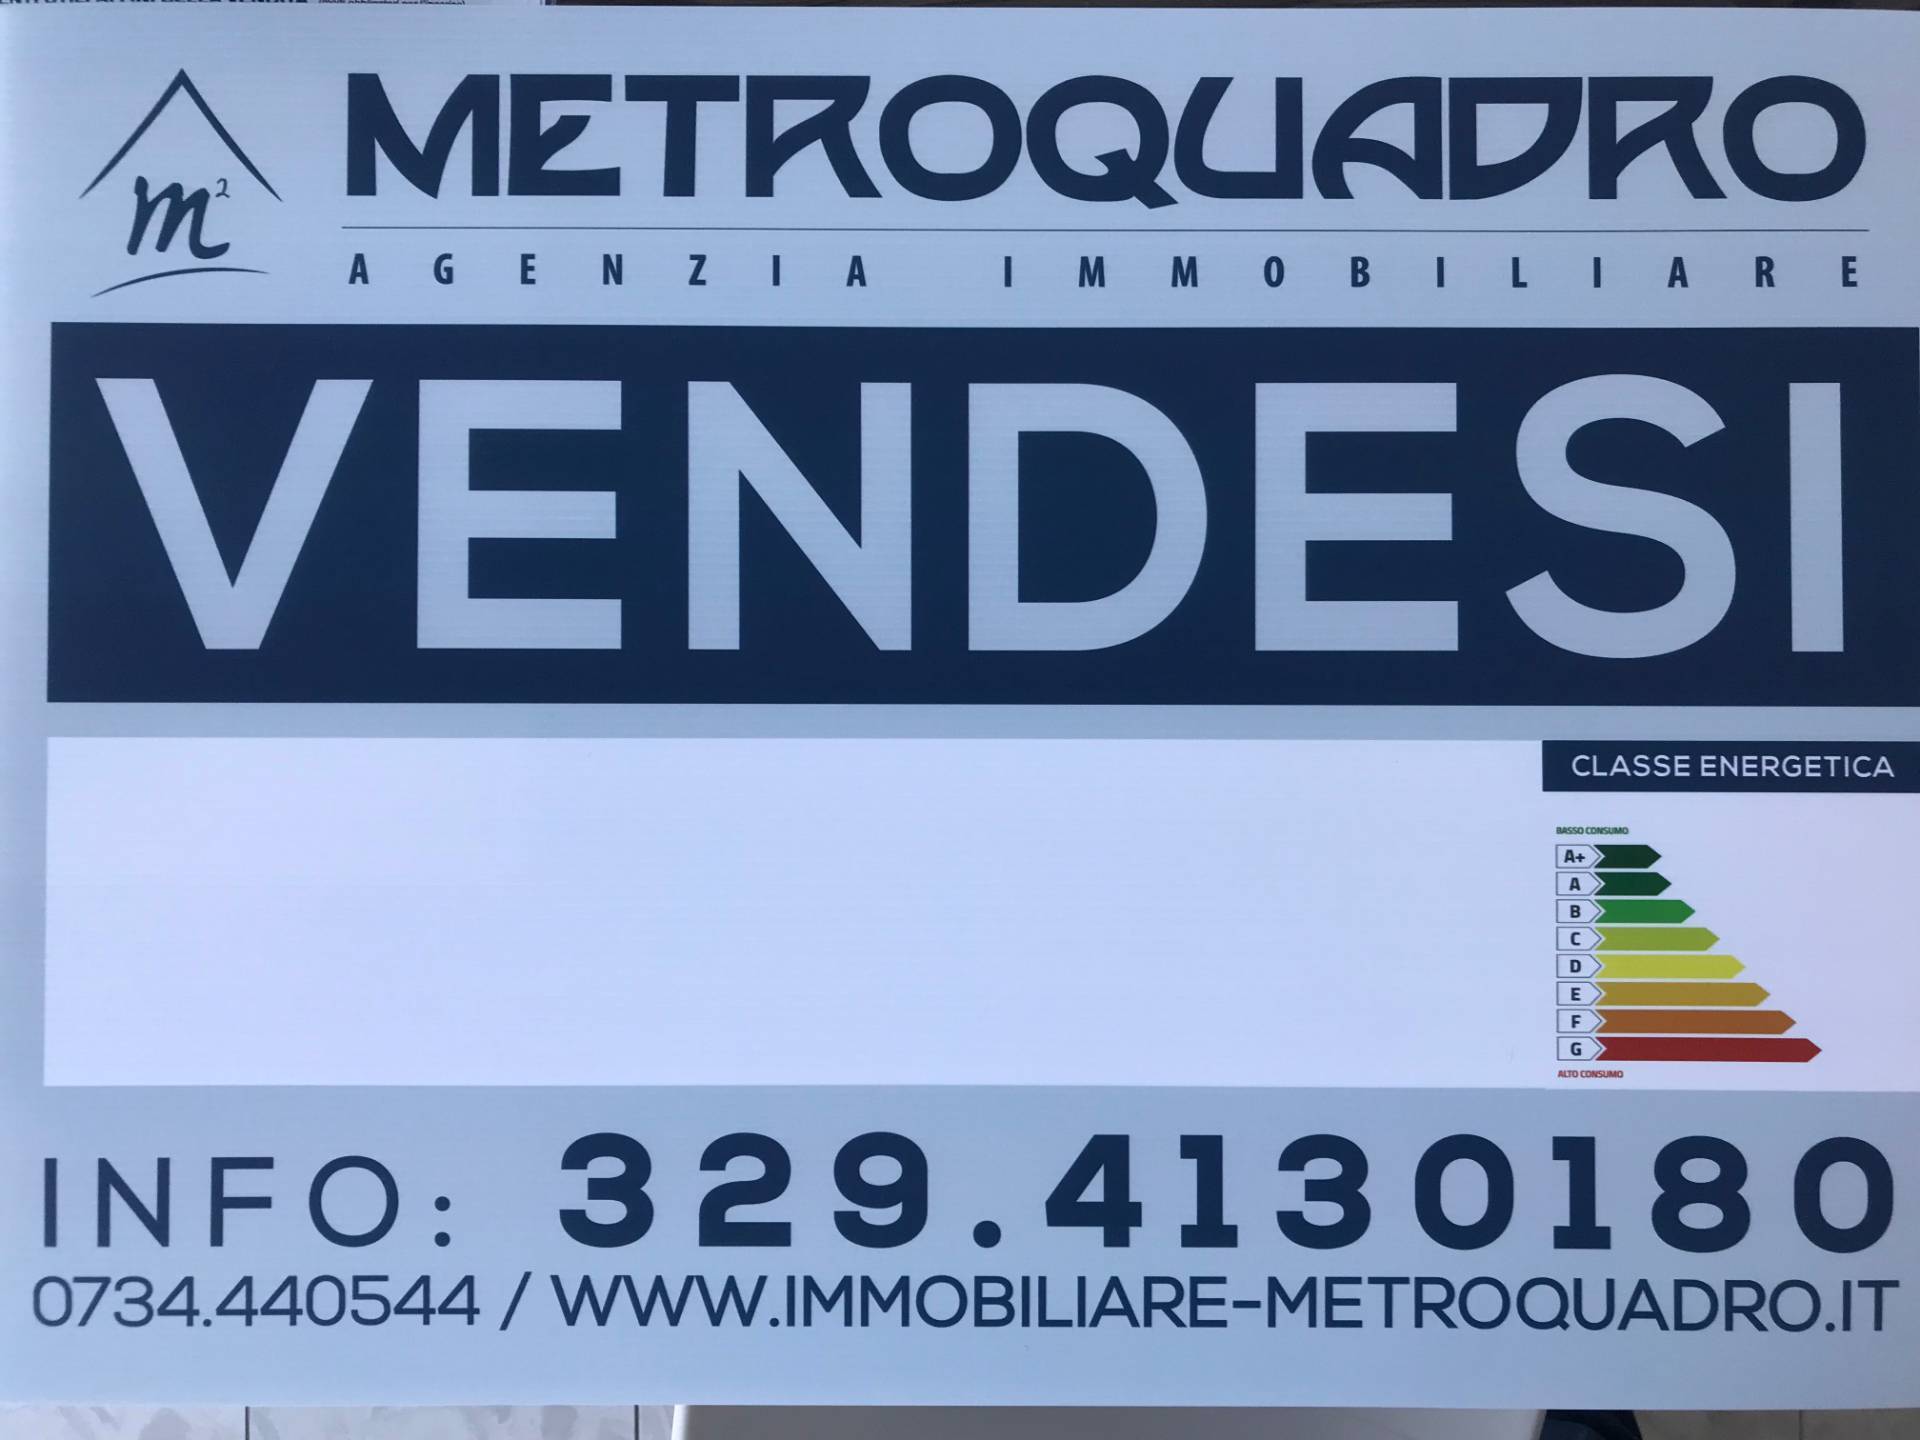 m²
METROQUADRO
AGENZIA IMMOBILIARE
VENDESI
CLASSE ENERGETICA
BASSO CONSUMO
A+
A
B
C
D
E
F
G
ALTO CONSUMO
INFO: 329.4130180
0734.440544 / WWW.IMMOBILIARE-METROQUADRO.IT